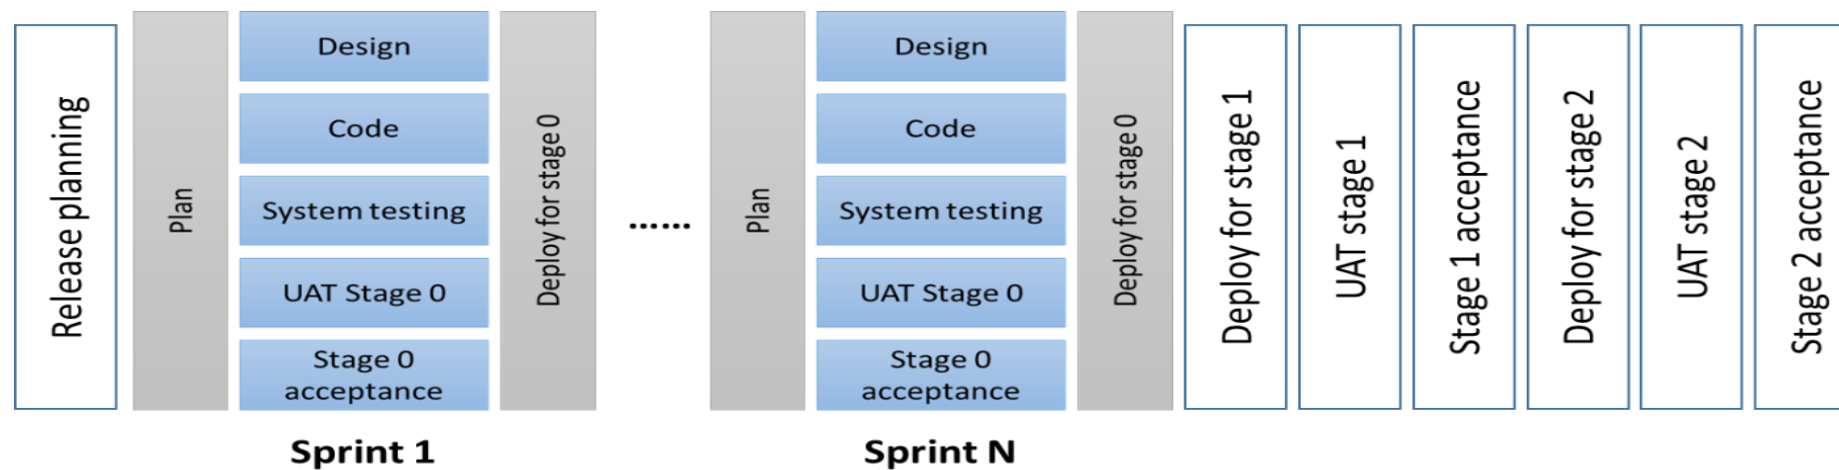 Release planning
Plan
Design
Code
System testing
UAT Stage 0
Stage 0
acceptance
Deploy for stage 0
Sprint 1
......
Plan
Design
Code
System testing
UAT Stage 0
Stage 0
acceptance
Deploy for stage 0
Sprint N
Deploy for stage 1
UAT stage 1
Stage 1 acceptance
Deploy for stage 2
UAT stage 2
Stage 2 acceptance